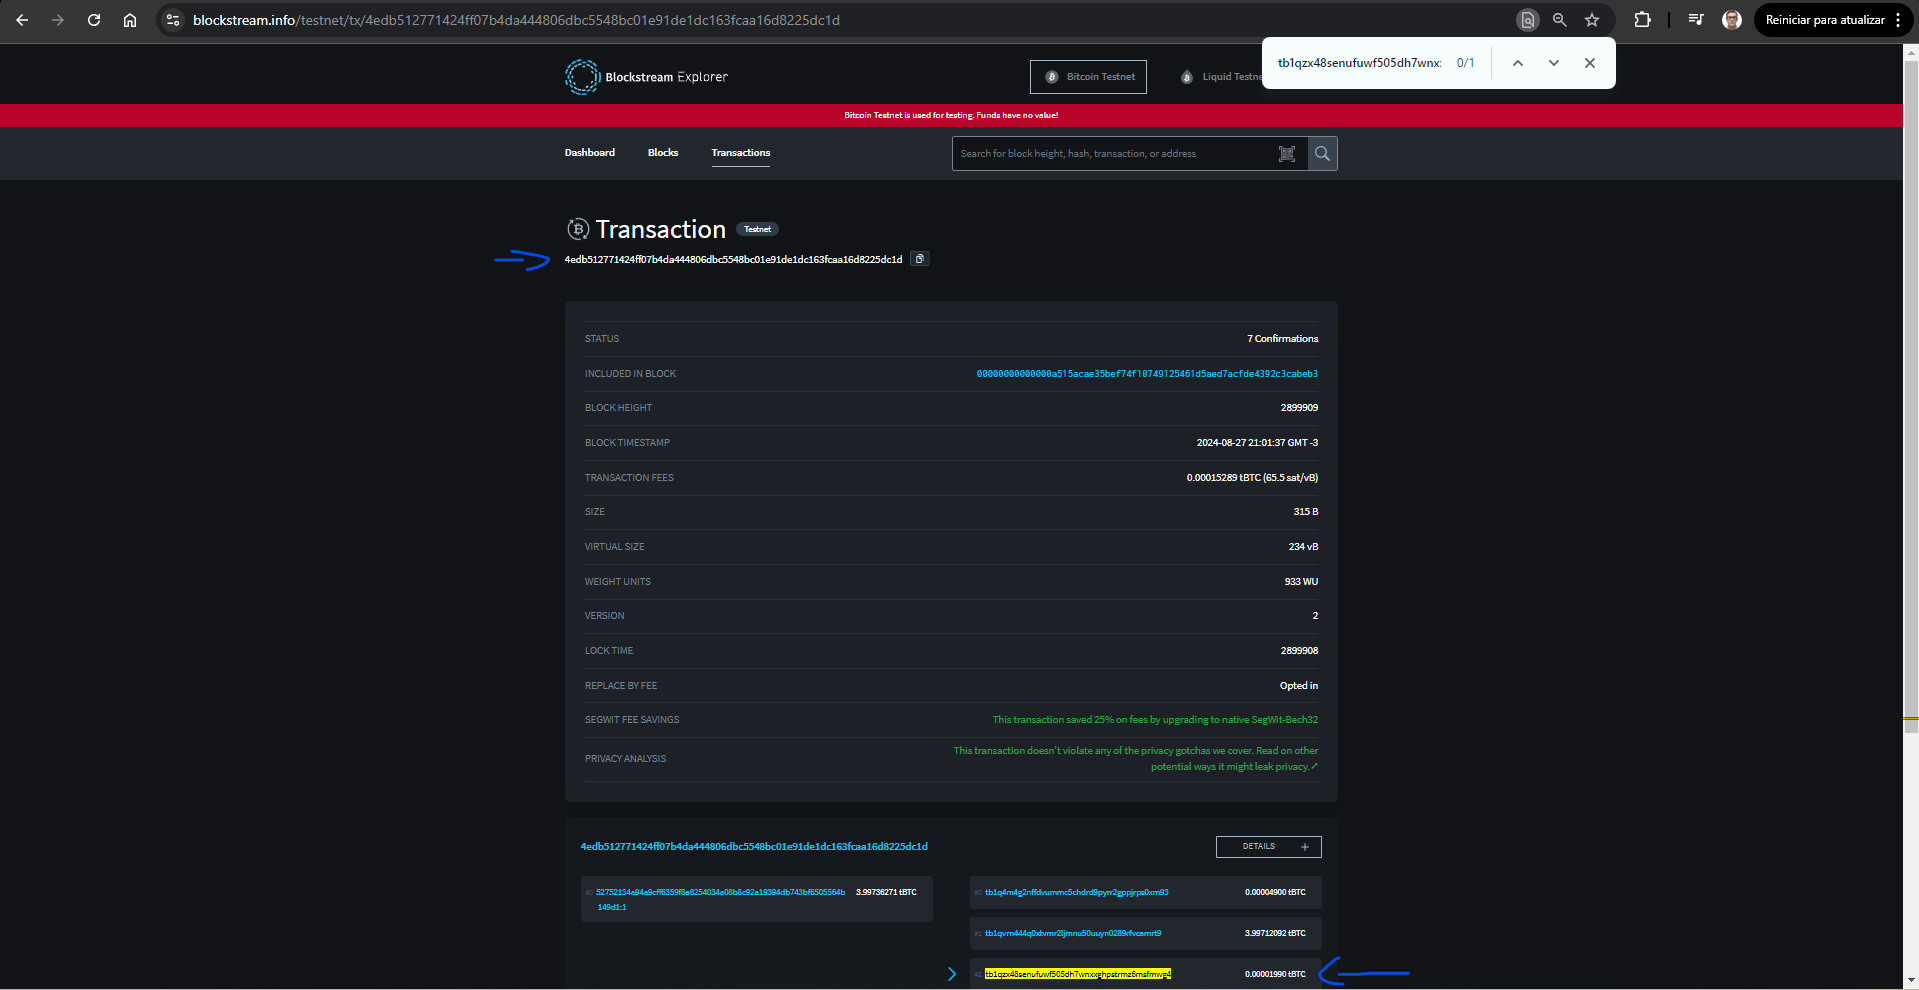 blockstream.info/testnet/tx/4edb512771424ff07b4da444806dbc5548bc01e91de1dc163fcaa16d8225dc1d
Reiniciar para atualizar
tb1qzx48senufuwf505dh7wnx: 0/1
Blockstream Explorer
Bitcoin Testnet
Liquid Testne
Bitcoin Testnet is used for testing. Funds have no value!
Dashboard Blocks Transactions
Search for block height, hash, transaction, or address
Transaction Testnet
4edb512771424ff07b4da444806dbc5548bc01e91de1dc163fcaa16d8225dc1d
STATUS 7 Confirmations
INCLUDED IN BLOCK 00000000000000a515acae35bef74f10749125461d5aed7acfde4392c3cabeb3
BLOCK HEIGHT 2899909
BLOCK TIMESTAMP 2024-08-27 21:01:37 GMT -3
TRANSACTION FEES 0.00015289 tBTC (65.5 sat/vB)
SIZE 315 B
VIRTUAL SIZE 234 vB
WEIGHT UNITS 933 WU
VERSION 2
LOCK TIME 2899908
REPLACE BY FEE Opted in
SEGWIT FEE SAVINGS This transaction saved 25% on fees by upgrading to native SegWit-Bech32
PRIVACY ANALYSIS This transaction doesn't violate any of the privacy gotchas we cover. Read on other
potential ways it might leak privacy.
4edb512771424ff07b4da444806dbc5548bc01e91de1dc163fcaa16d8225dc1d
DETAILS +
#0 52752134a94a9cff6359f8a6254034a08b8c92a19394db743bf6505564b 3.99736271 tBTC
149d1:1
#0 tb1q4m4g2nffdvummc5chdrd9pyrr2gppjrps0xm93 0.00004900 tBTC
#1 tb1qvrn444q0xtvmr2ljmnu50uuyn0289rfvcamrt9 3.99712092 tBTC
#2 tb1qzx48senufuwf505dh7wnxxghpstrmz6msfmwg4 0.00001990 tBTC